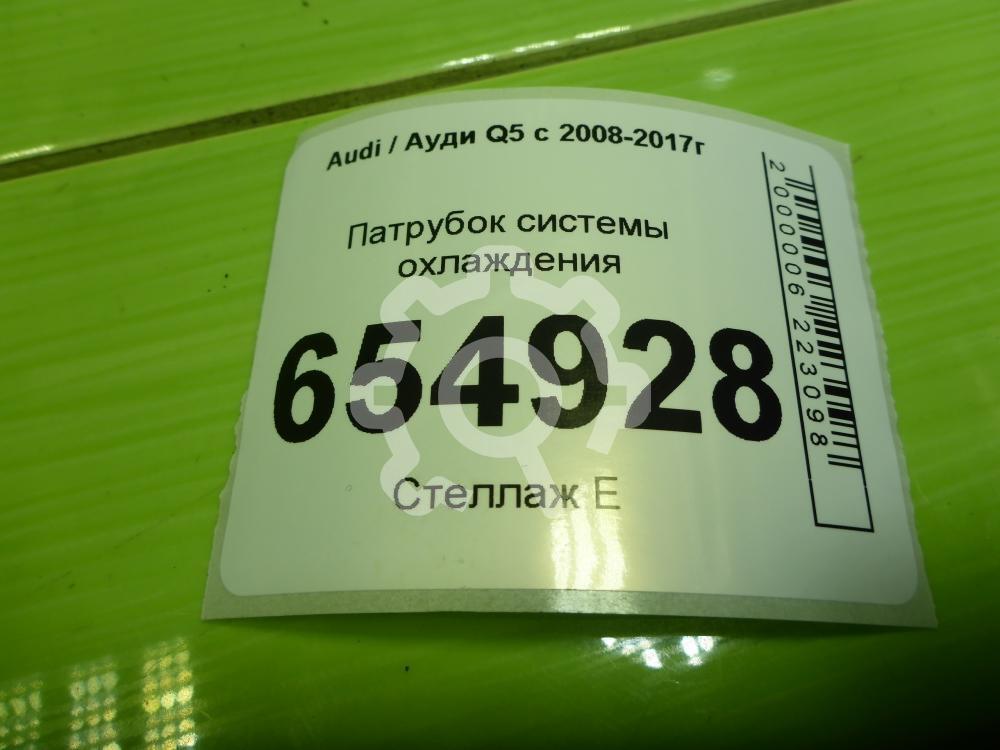 Audi / Ауди Q5 с 2008-2017г
Патрубок системы
охлаждения
654928
Стеллаж Е
2000006223098